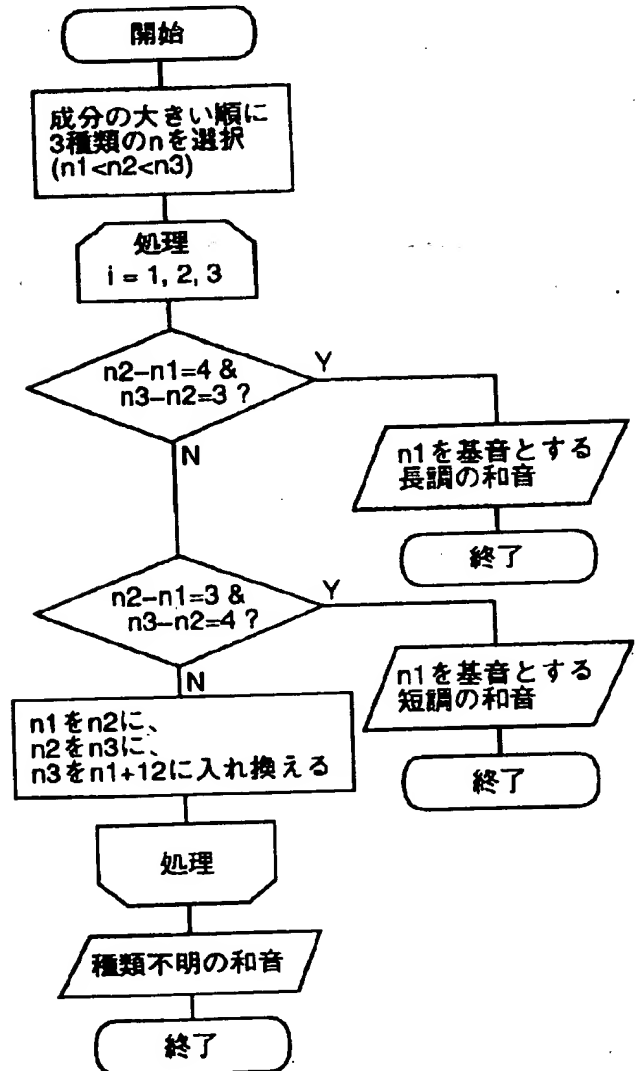 開始
成分の大きい順に
3種類のnを選択
(n1<n2<n3)
処理
i = 1, 2, 3
n2−n1=4 &
n3−n2=3 ?
Y
N
n1を基音とする
長調の和音
終了
n2−n1=3 &
n3−n2=4 ?
Y
N
n1を基音とする
短調の和音
終了
n1をn2に、
n2をn3に、
n3をn1+12に入れ換える
処理
種類不明の和音
終了